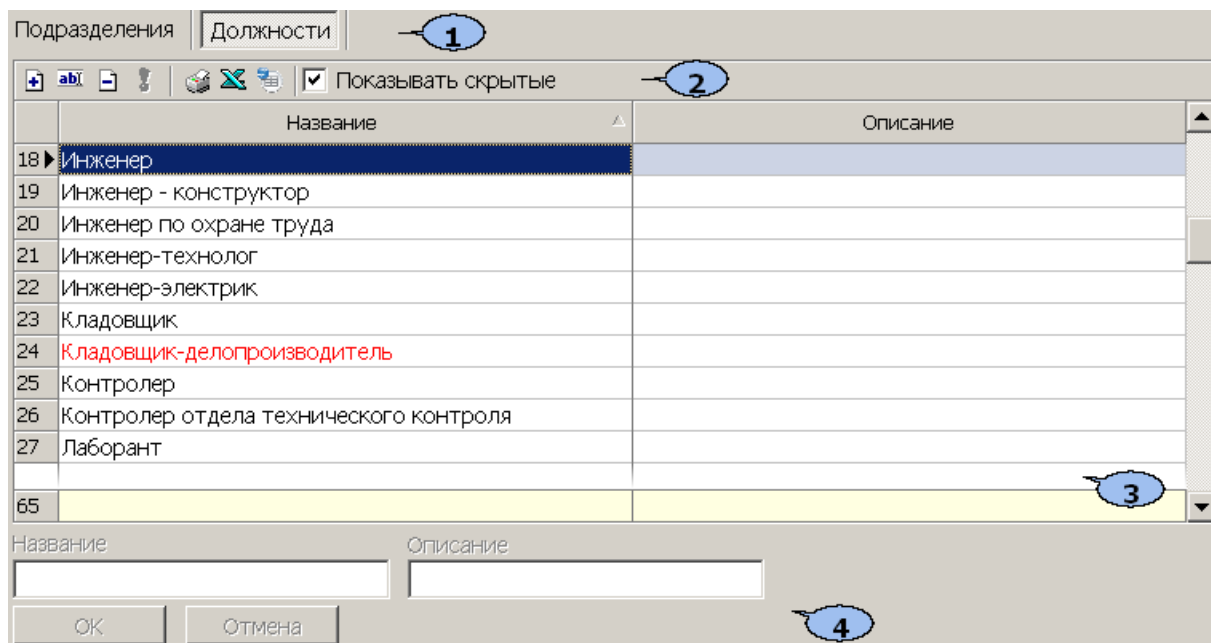 Подразделения Должности 1
abI Показывать скрытые 2
Название Описание
18 Инженер
19 Инженер - конструктор
20 Инженер по охране труда
21 Инженер-технолог
22 Инженер-электрик
23 Кладовщик
24 Кладовщик-делопроизводитель
25 Контролер
26 Контролер отдела технического контроля
27 Лаборант
3
65
Название Описание
ОК Отмена 4